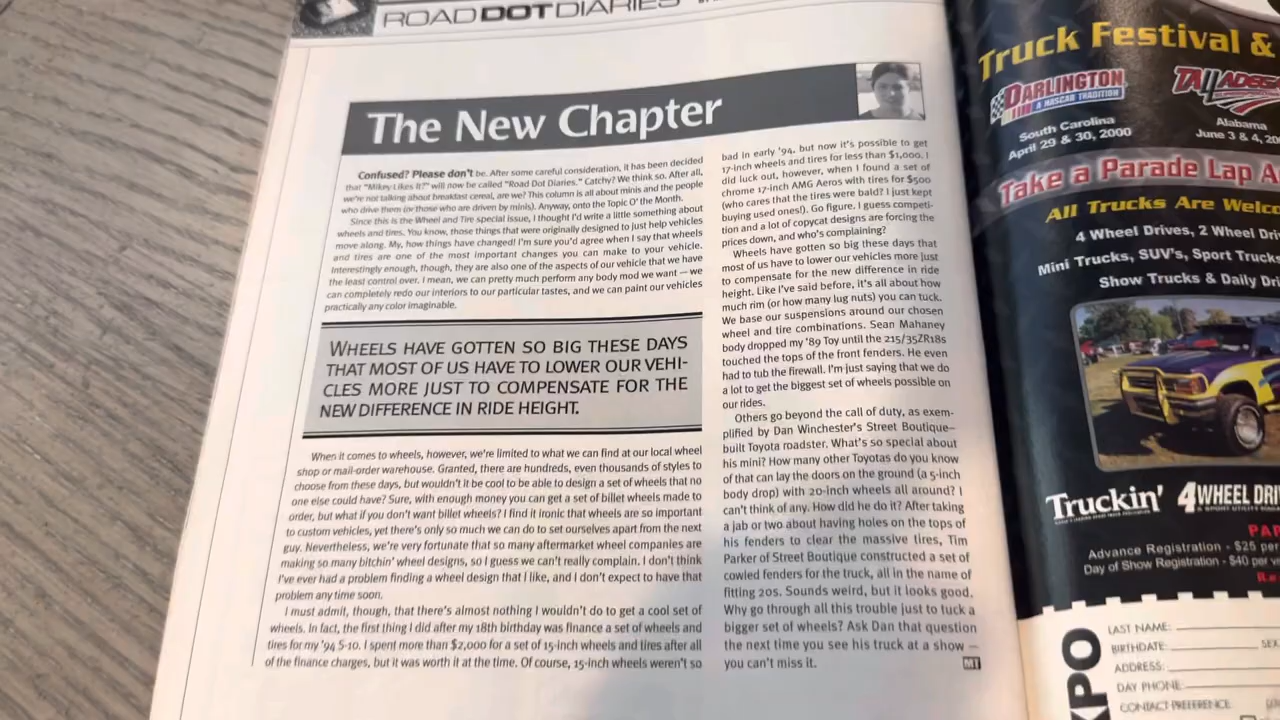 ROAD DOT DIARIES
The New Chapter
Confused? Please don't be. After some careful consideration, it has been decided
that "Mikey Likes It?" will now be called "Road Dot Diaries." Catchy? We think so. After all,
we're not talking about breakfast cereal, are we? This column is all about minis and the people
who drive them (or those who are driven by minis). Anyway, onto the Topic O' the Month.
Since this is the Wheel and Tire special issue, I thought I'd write a little something about
wheels and tires. You know, those things that were originally designed to just help vehicles
move along. My, how things have changed! I'm sure you'd agree when I say that wheels
and tires are one of the most important changes you can make to your vehicle.
Interestingly enough, though, they are also one of the aspects of our vehicle that we have
the least control over. I mean, we can pretty much perform any body mod we want — we
can completely redo our interiors to our particular tastes, and we can paint our vehicles
practically any color imaginable.
WHEELS HAVE GOTTEN SO BIG THESE DAYS
THAT MOST OF US HAVE TO LOWER OUR VEHI-
CLES MORE JUST TO COMPENSATE FOR THE
NEW DIFFERENCE IN RIDE HEIGHT.
When it comes to wheels, however, we're limited to what we can find at our local wheel
shop or mail-order warehouse. Granted, there are hundreds, even thousands of styles to
choose from these days, but wouldn't it be cool to be able to design a set of wheels that no
one else could have? Sure, with enough money you can get a set of billet wheels made to
order, but what if you don't want billet wheels? I find it ironic that wheels are so important
to custom vehicles, yet there's only so much we can do to set ourselves apart from the next
guy. Nevertheless, we're very fortunate that so many aftermarket wheel companies are
making so many bitchin' wheel designs, so I guess we can't really complain. I don't think
I've ever had a problem finding a wheel design that I like, and I don't expect to have that
problem any time soon.
I must admit, though, that there's almost nothing I wouldn't do to get a cool set of
wheels. In fact, the first thing I did after my 18th birthday was finance a set of wheels and
tires for my '94 S-10. I spent more than $2,000 for a set of 15-inch wheels and tires after all
of the finance charges, but it was worth it at the time. Of course, 15-inch wheels weren't so
bad in early '94, but now it's possible to get
17-inch wheels and tires for less than $1,000. I
did luck out, however, when I found a set of
chrome 17-inch AMG Aeros with tires for $500
(who cares that the tires were bald? I just kept
buying used ones!). Go figure. I guess competi-
tion and a lot of copycat designs are forcing the
prices down, and who's complaining?
Wheels have gotten so big these days that
most of us have to lower our vehicles more just
to compensate for the new difference in ride
height. Like I've said before, it's all about how
much rim (or how many lug nuts) you can tuck.
We base our suspensions around our chosen
wheel and tire combinations. Sean Mahaney
body dropped my '89 Toy until the 215/35ZR18s
touched the tops of the front fenders. He even
had to tub the firewall. I'm just saying that we do
a lot to get the biggest set of wheels possible on
our rides.
Others go beyond the call of duty, as exem-
plified by Dan Winchester's Street Boutique–
built Toyota roadster. What's so special about
his mini? How many other Toyotas do you know
of that can lay the doors on the ground (a 5-inch
body drop) with 20-inch wheels all around? I
can't think of any. How did he do it? After taking
a jab or two about having holes on the tops of
his fenders to clear the massive tires, Tim
Parker of Street Boutique constructed a set of
cowled fenders for the truck, all in the name of
fitting 20s. Sounds weird, but it looks good.
Why go through all this trouble just to tuck a
bigger set of wheels? Ask Dan that question
the next time you see his truck at a show —
you can't miss it.
MT
Truck Festival &
DARLINGTON
A NASCAR TRADITION
South Carolina
April 29 & 30, 2000
TALLADEGA
Alabama
June 3 & 4, 20
Take a Parade Lap A
All Trucks Are Welco
4 Wheel Drives, 2 Wheel Dri
Mini Trucks, SUV's, Sport Trucks
Show Trucks & Daily Dri
Truckin'
4WHEEL DRI
& SPORT UTILITY
PAR
Advance Registration - $25 per
Day of Show Registration - $40 per v
XPO
LAST NAME:
BIRTHDATE: SEX
ADDRESS:
DAY PHONE:
CONTACT PREFERENCE